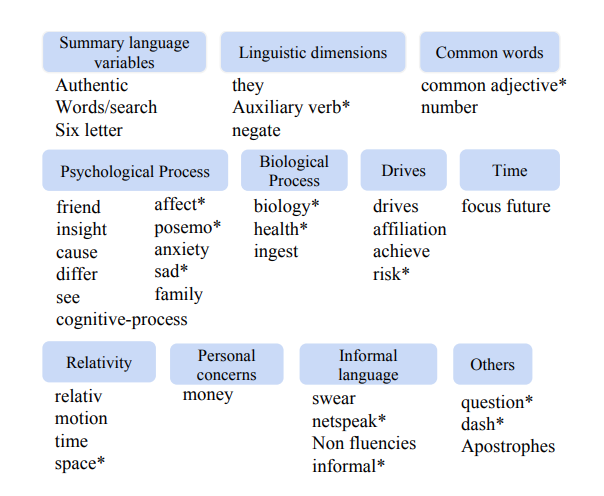 Summary language variables
Authentic
Words/search
Six letter
Linguistic dimensions
they
Auxiliary verb*
negate
Common words
common adjective*
number
Psychological Process
friend
insight
cause
differ
see
cognitive-process
affect*
posemo*
anxiety
sad*
family
Biological Process
biology*
health*
ingest
Drives
drives
affiliation
achieve
risk*
Time
focus future
Relativity
relativ
motion
time
space*
Personal concerns
money
Informal language
swear
netspeak*
Non fluencies
informal*
Others
question*
dash*
Apostrophes